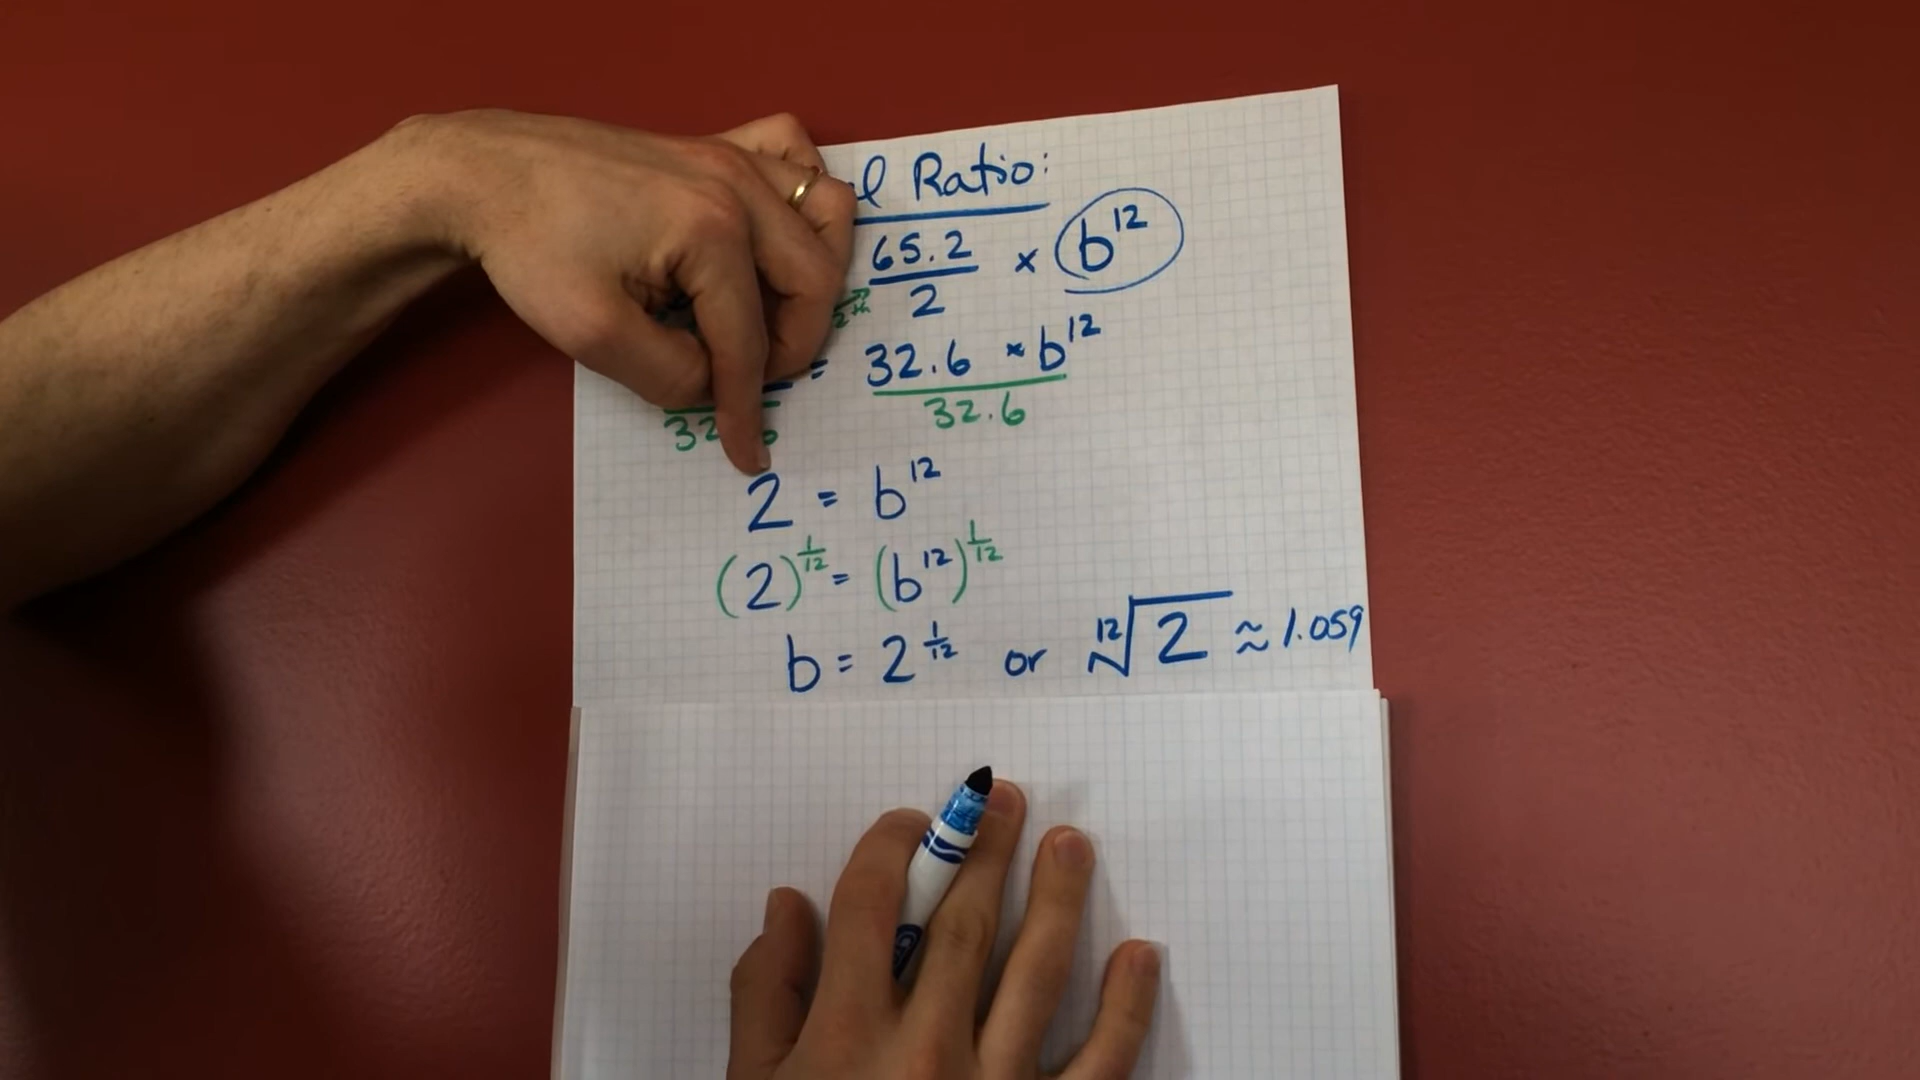 Ratio:
65.2/2 × b¹²
= 32.6 × b¹²
32.6
2 = b¹²
(2)^(1/12) = (b¹²)^(1/12)
b = 2^(1/12) or ¹²√2 ≈ 1.059